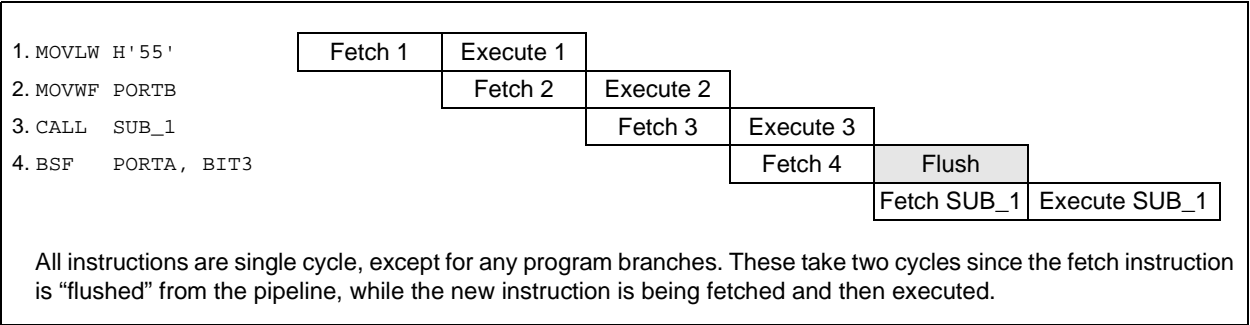 1. MOVLW H'55' Fetch 1 Execute 1
2. MOVWF PORTB Fetch 2 Execute 2
3. CALL SUB_1 Fetch 3 Execute 3
4. BSF PORTA, BIT3 Fetch 4 Flush
Fetch SUB_1 Execute SUB_1
All instructions are single cycle, except for any program branches. These take two cycles since the fetch instruction
is “flushed” from the pipeline, while the new instruction is being fetched and then executed.